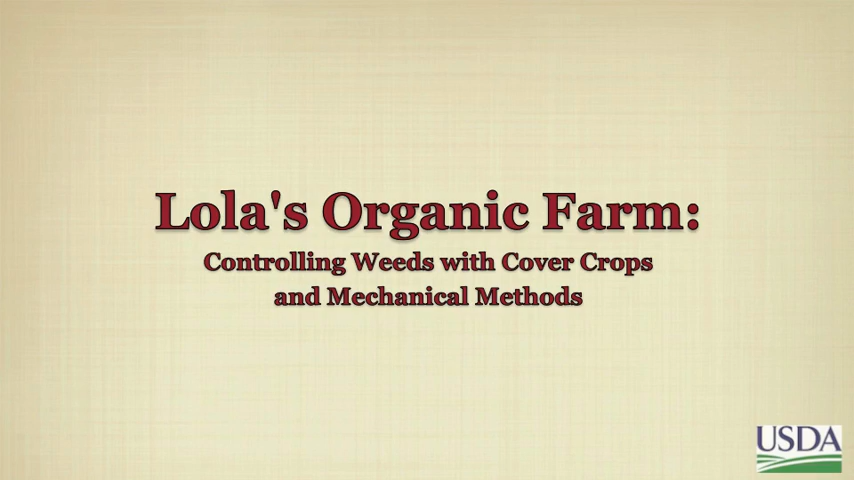 Lola's Organic Farm:
Controlling Weeds with Cover Crops
and Mechanical Methods
USDA